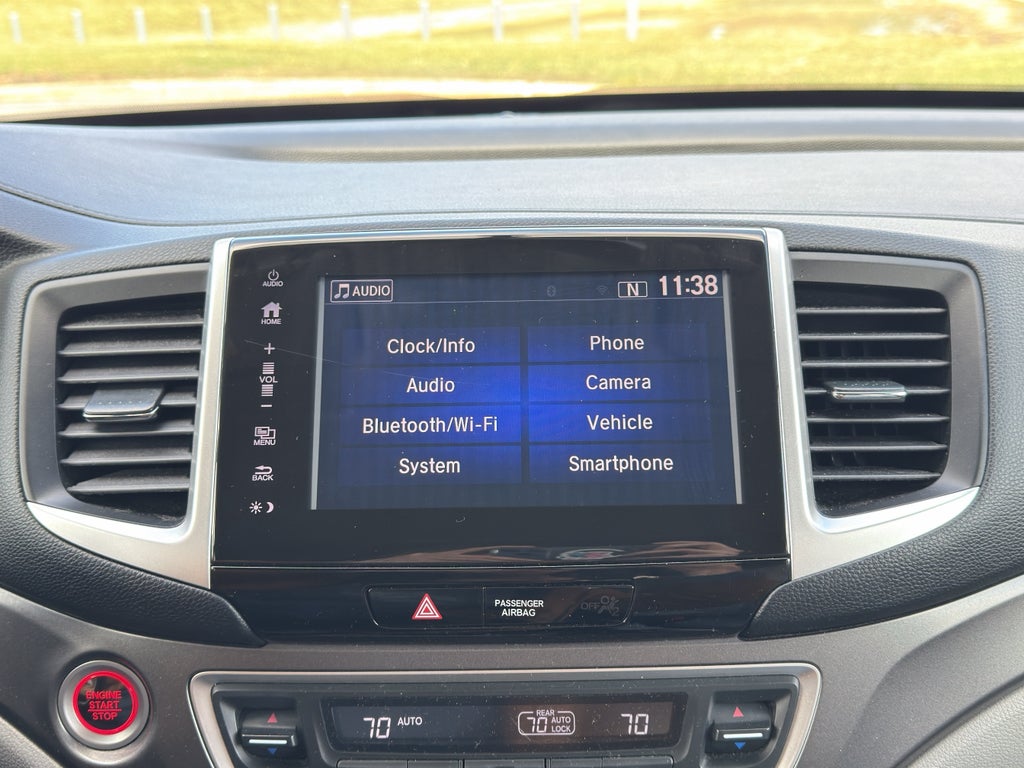 AUDIO
HOME
+
VOL
−
MENU
BACK
AUDIO N 11:38
Clock/Info Phone
Audio Camera
Bluetooth/Wi-Fi Vehicle
System Smartphone
PASSENGER
AIRBAG
OFF
ENGINE
START
STOP
70 AUTO
REAR
70 AUTO
LOCK
70